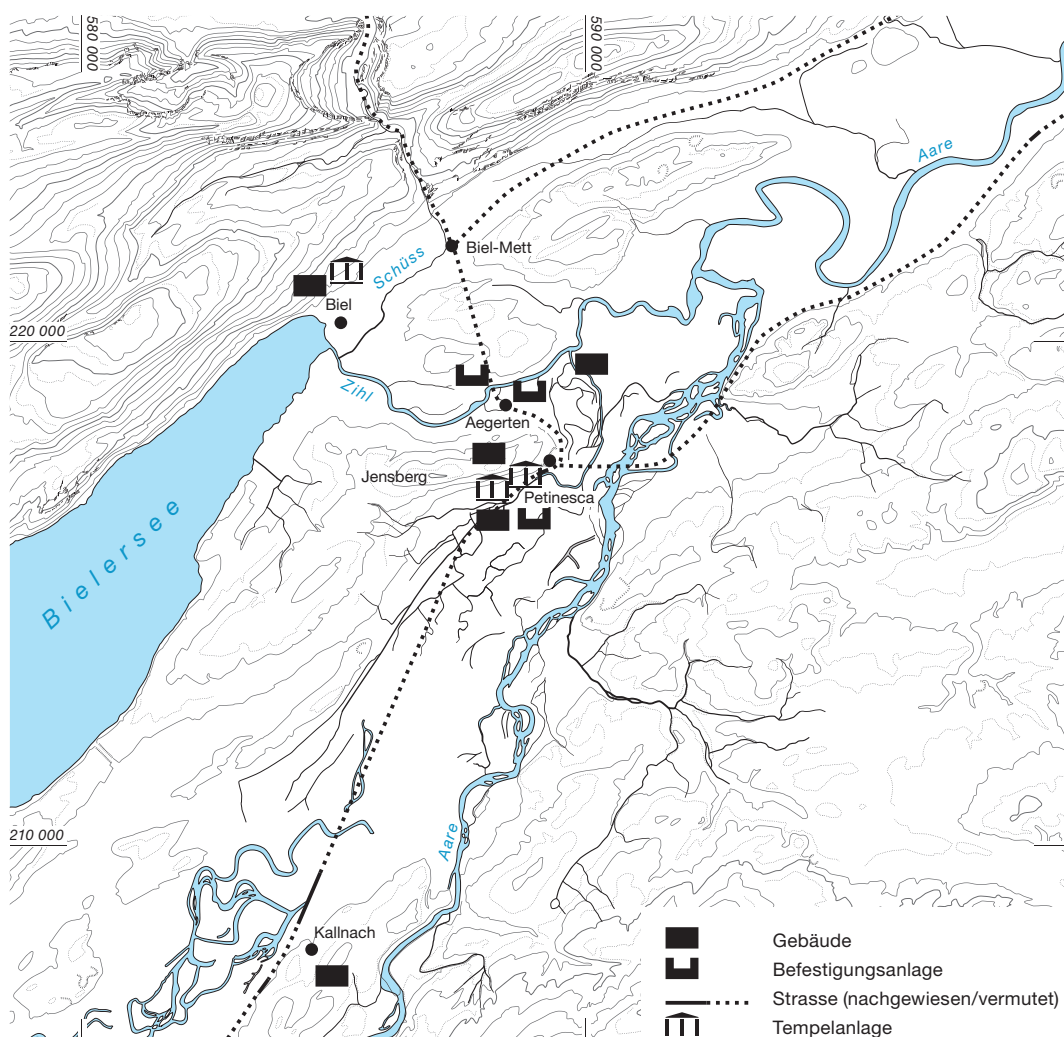 580 000
590 000
Aare
Biel-Mett
Schüss
Biel
220 000
Zihl
Aegerten
Jensberg
Petinesca
Bielersee
210 000
Aare
Kallnach
Gebäude
Befestigungsanlage
Strasse (nachgewiesen/vermutet)
Tempelanlage